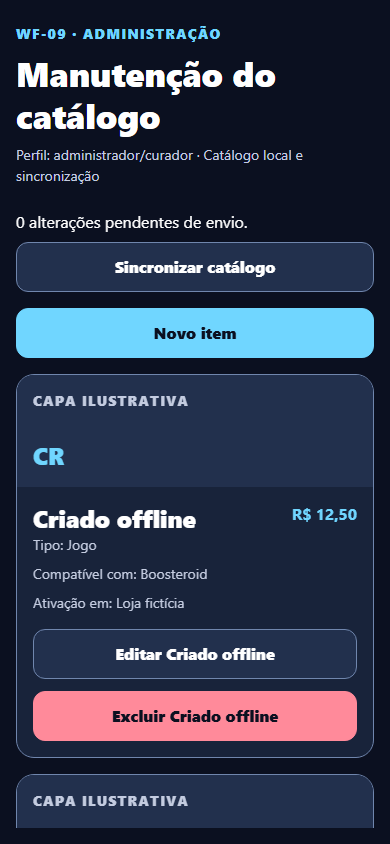 WF-09 · ADMINISTRAÇÃO
Manutenção do
catálogo
Perfil: administrador/curador · Catálogo local e
sincronização
0 alterações pendentes de envio.
Sincronizar catálogo
Novo item
CAPA ILUSTRATIVA
CR
Criado offline
R$ 12,50
Tipo: Jogo
Compatível com: Boosteroid
Ativação em: Loja fictícia
Editar Criado offline
Excluir Criado offline
CAPA ILUSTRATIVA